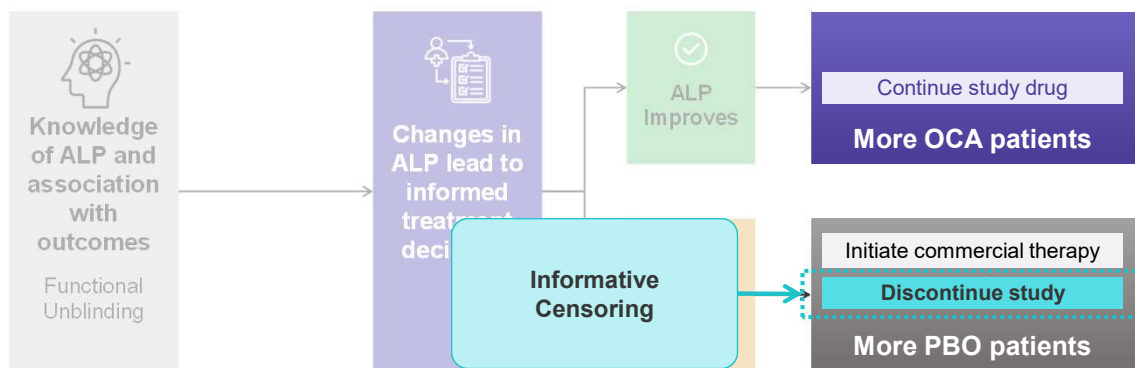 Knowledge
of ALP and
association
with
outcomes
Functional
Unblinding
Changes in
ALP lead to
informed
ALP
Improves
Continue study drug
More OCA patients
Informative
Censoring
Initiate commercial therapy
Discontinue study
More PBO patients